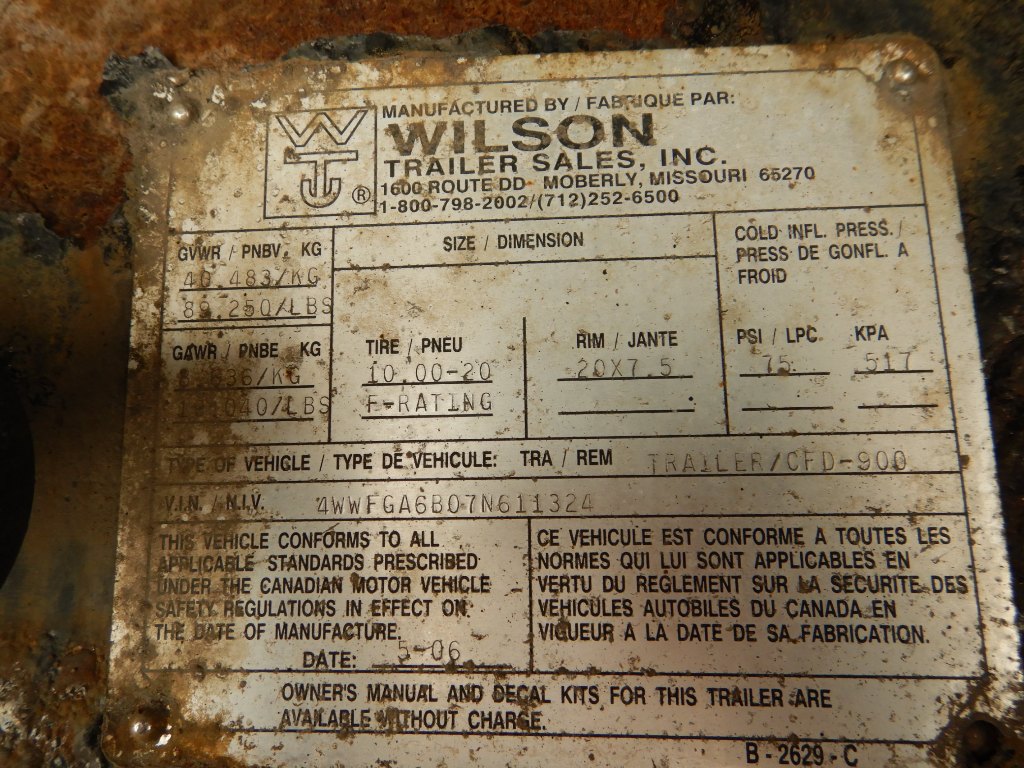 MANUFACTURED BY / FABRIQUE PAR:
WILSON
TRAILER SALES, INC.
1600 ROUTE DD MOBERLY, MISSOURI 65270
1-800-798-2002/(712)252-6500
WT ®
GVWR / PNBV. KG
40,483/KG
89,250/LBS
GAWR / PNBE KG
/KG
/LBS
SIZE / DIMENSION
TIRE / PNEU
10.00-20
F-RATING
RIM / JANTE
20X7.5
COLD INFL. PRESS./
PRESS DE GONFL. A
FROID
PSI / LPC KPA
75 517
TYPE OF VEHICLE / TYPE DE VEHICULE: TRA / REM TRAILER/CFD-900
V.I.N. / N.I.V. 4WWFGA6B07N611324
THIS VEHICLE CONFORMS TO ALL
APPLICABLE STANDARDS PRESCRIBED
UNDER THE CANADIAN MOTOR VEHICLE
SAFETY REGULATIONS IN EFFECT ON
THE DATE OF MANUFACTURE.
DATE: 5-06
CE VEHICULE EST CONFORME A TOUTES LES
NORMES QUI LUI SONT APPLICABLES EN
VERTU DU REGLEMENT SUR LA SECURITE DES
VEHICULES AUTOBILES DU CANADA EN
VIGUEUR A LA DATE DE SA FABRICATION.
OWNER'S MANUAL AND DECAL KITS FOR THIS TRAILER ARE
AVAILABLE WITHOUT CHARGE.
B - 2629 - C